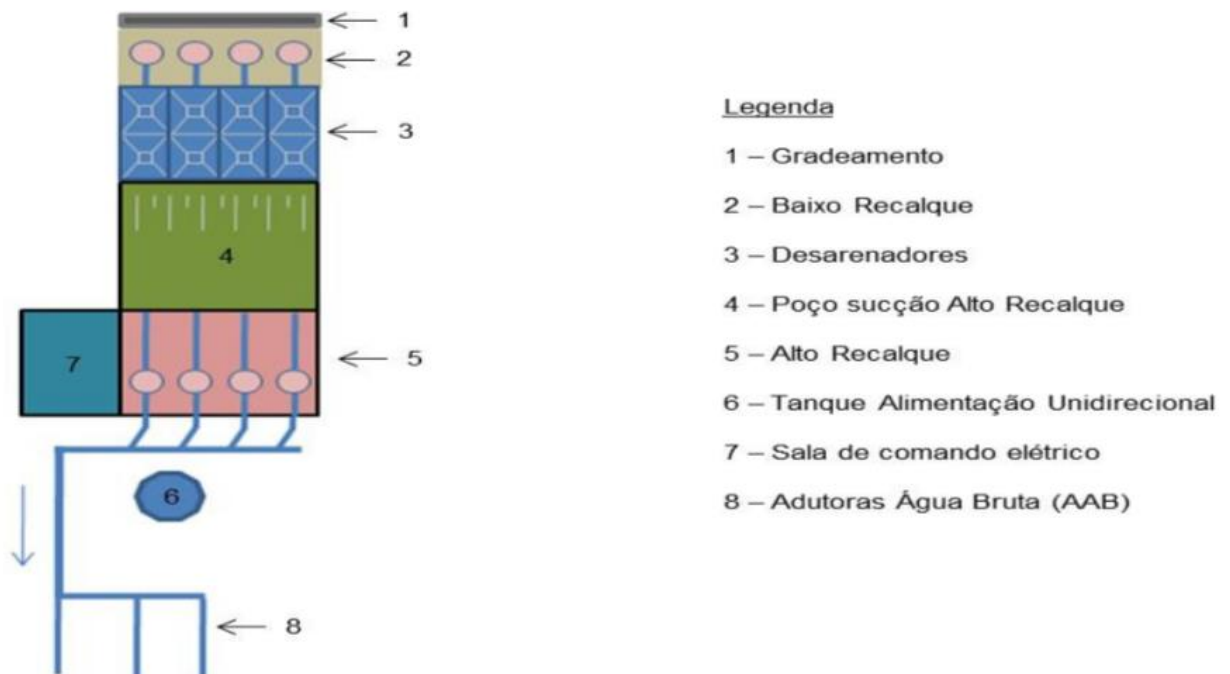 1
2
3
4
5
7
6
8
Legenda
1 – Gradeamento
2 – Baixo Recalque
3 – Desarenadores
4 – Poço sucção Alto Recalque
5 – Alto Recalque
6 – Tanque Alimentação Unidirecional
7 – Sala de comando elétrico
8 – Adutoras Água Bruta (AAB)